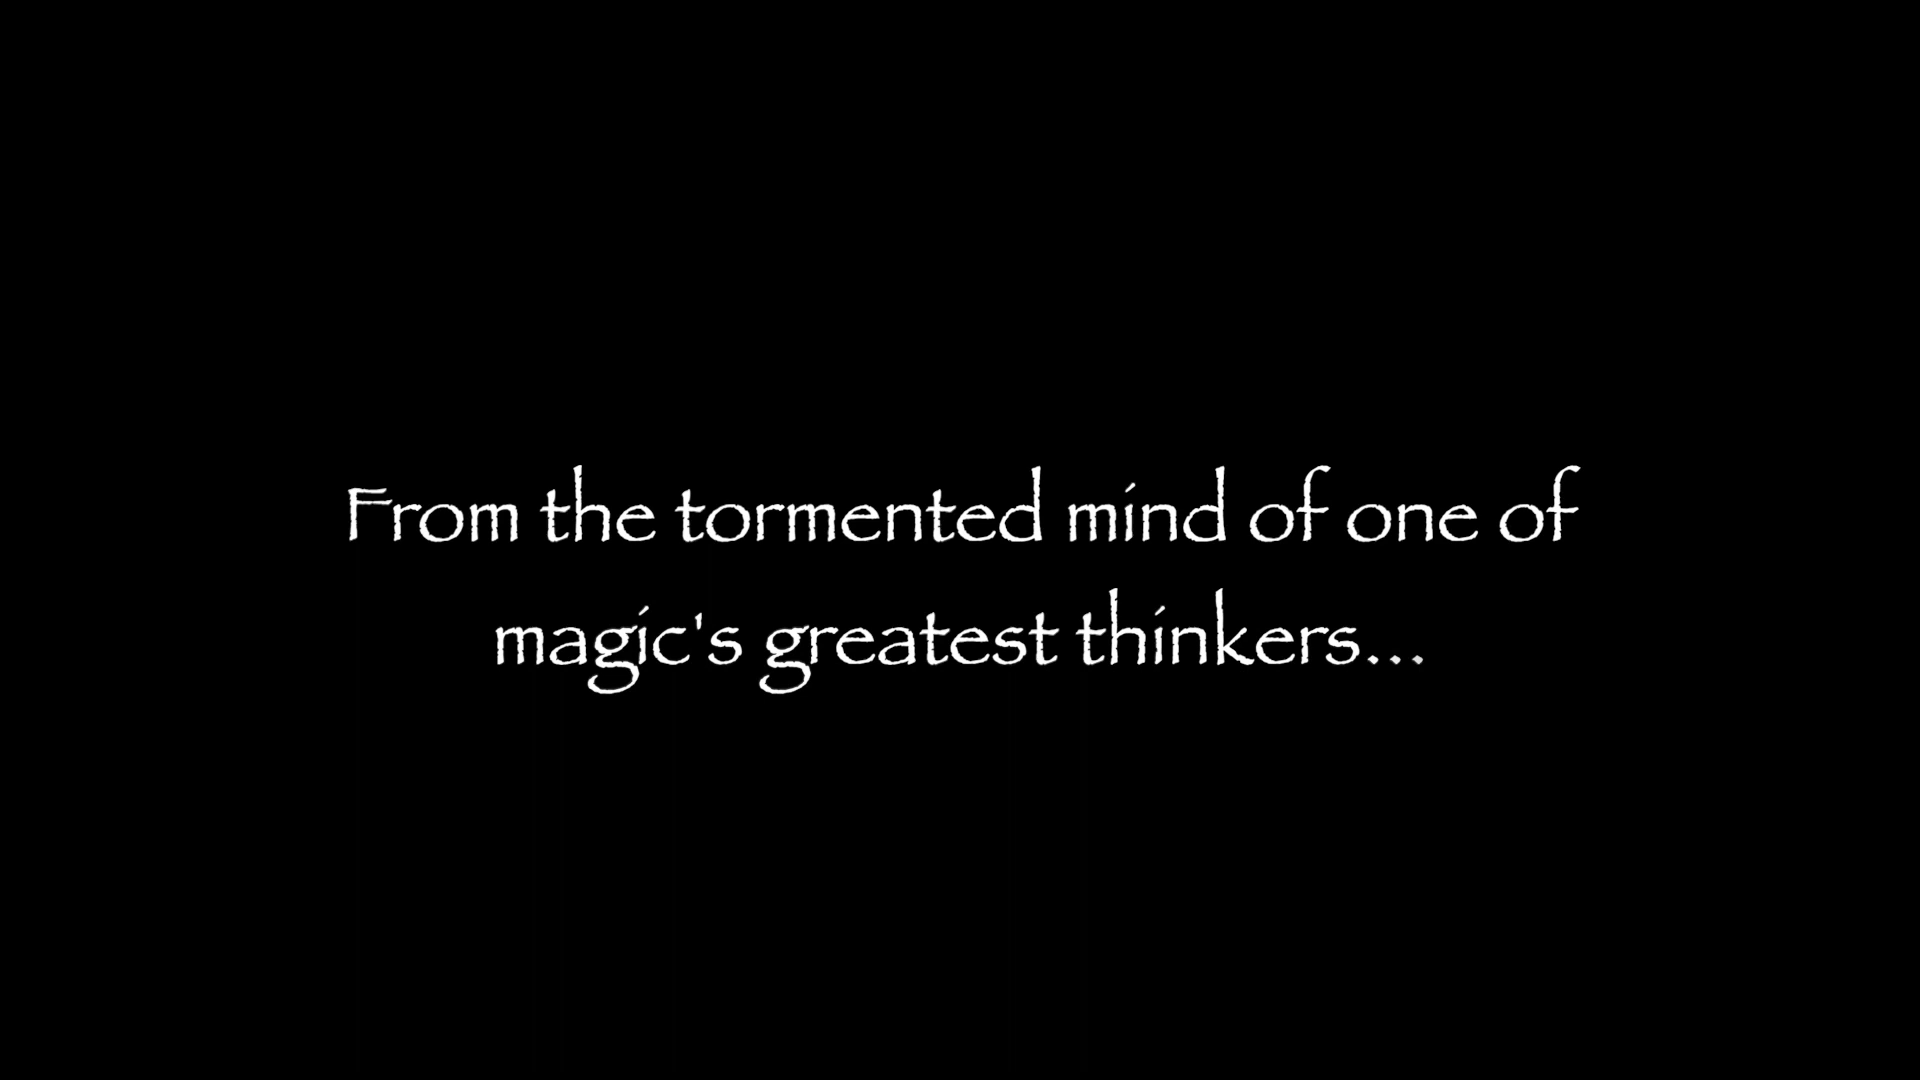 From the tormented mind of one of
magic's greatest thinkers...